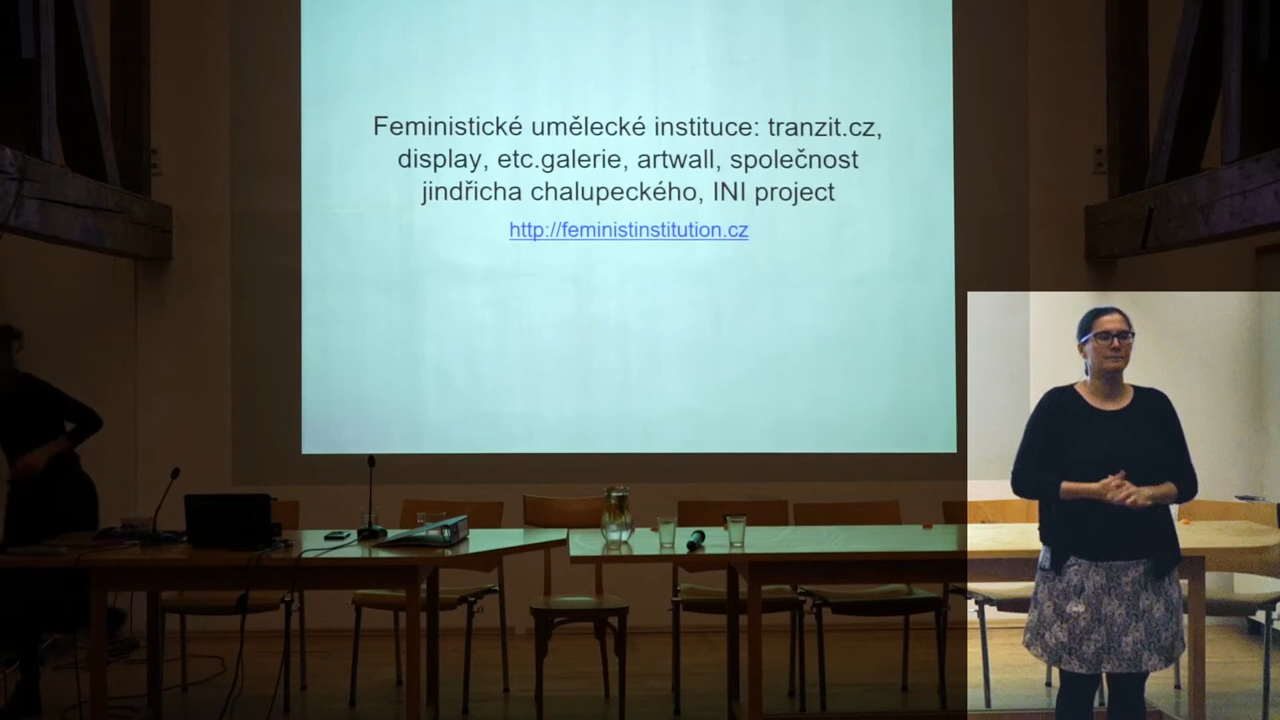 Feministické umělecké instituce: tranzit.cz,
display, etc.galerie, artwall, společnost
jindřicha chalupeckého, INI project
http://feministinstitution.cz